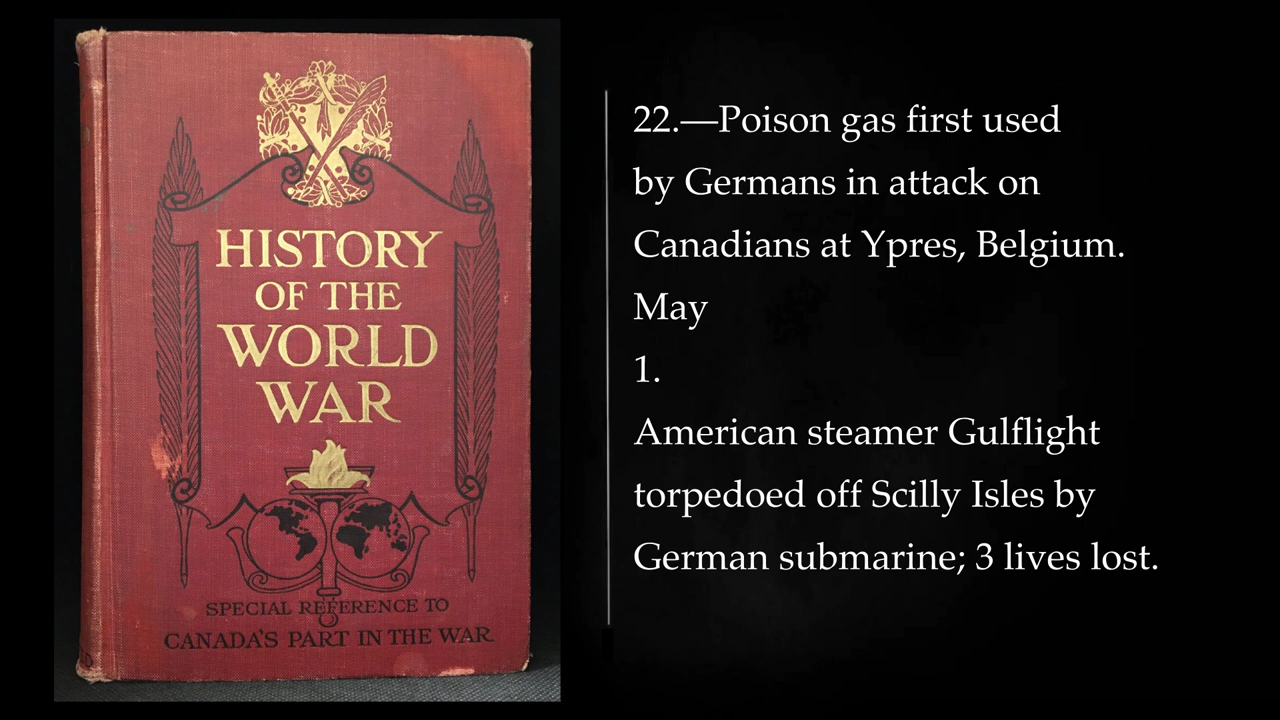 HISTORY
OF THE
WORLD
WAR
SPECIAL REFERENCE TO
CANADA'S PART IN THE WAR
22.—Poison gas first used
by Germans in attack on
Canadians at Ypres, Belgium.
May
1.
American steamer Gulflight
torpedoed off Scilly Isles by
German submarine; 3 lives lost.